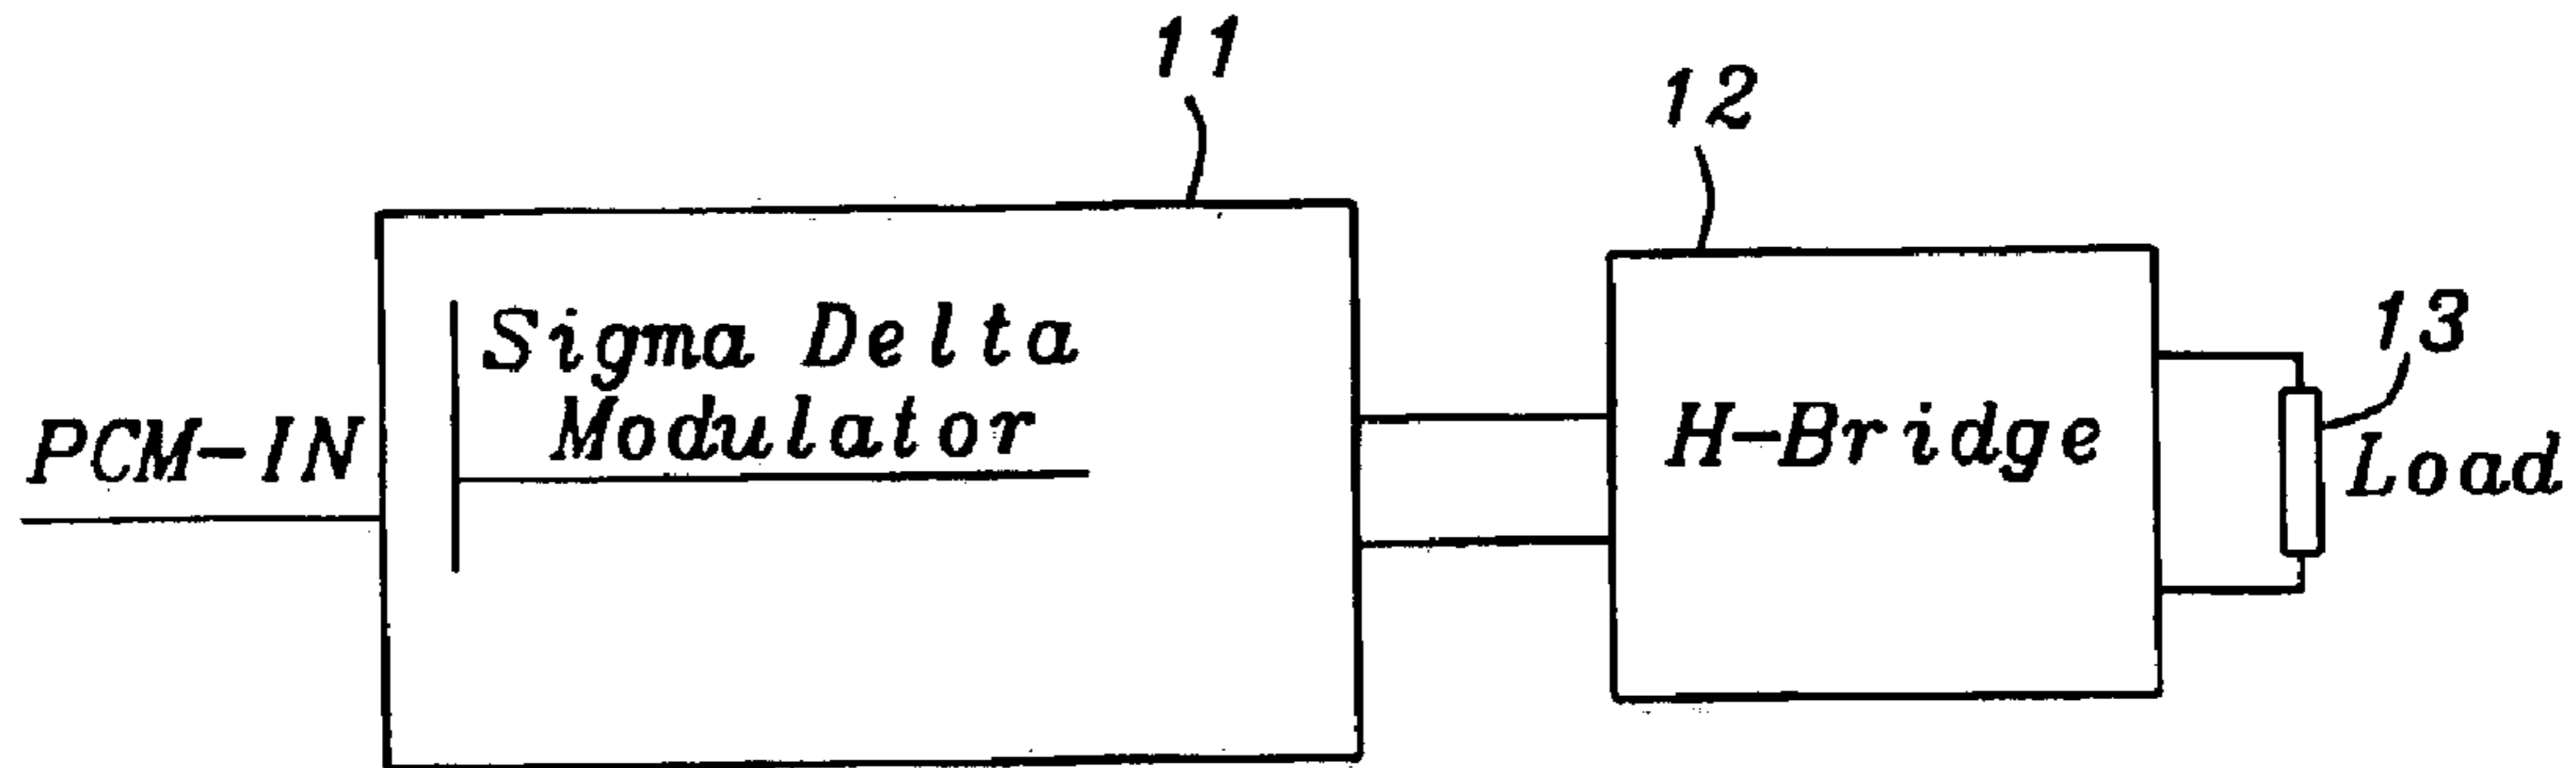 11
12
13
Sigma Delta
Modulator
PCM-IN
H-Bridge
Load